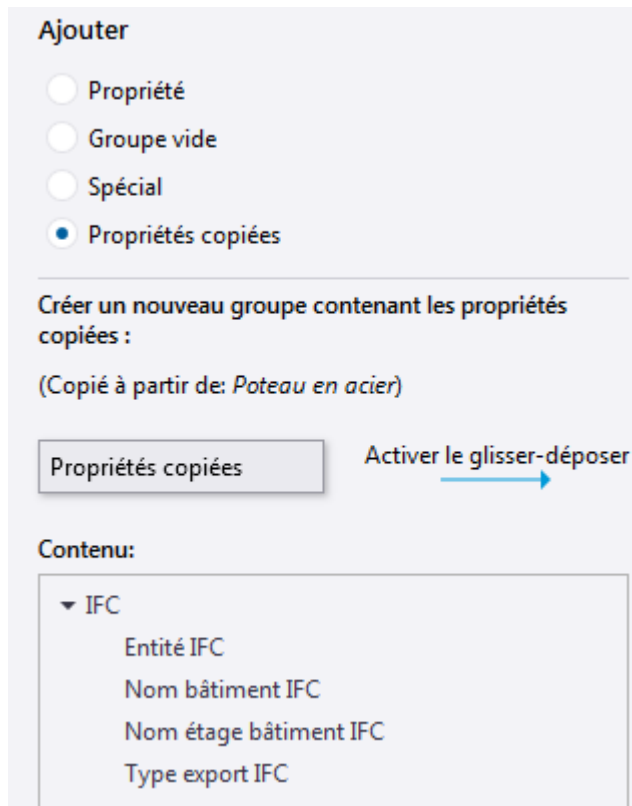 Ajouter
Propriété
Groupe vide
Spécial
Propriétés copiées
Créer un nouveau groupe contenant les propriétés
copiées :
(Copié à partir de: Poteau en acier)
Propriétés copiées
Activer le glisser-déposer
Contenu:
IFC
Entité IFC
Nom bâtiment IFC
Nom étage bâtiment IFC
Type export IFC